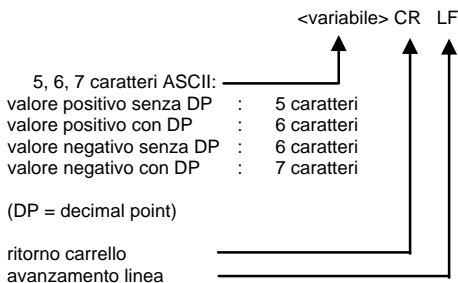 <variabile> CR LF
5, 6, 7 caratteri ASCII:
valore positivo senza DP : 5 caratteri
valore positivo con DP : 6 caratteri
valore negativo senza DP : 6 caratteri
valore negativo con DP : 7 caratteri
(DP = decimal point)
ritorno carrello
avanzamento linea